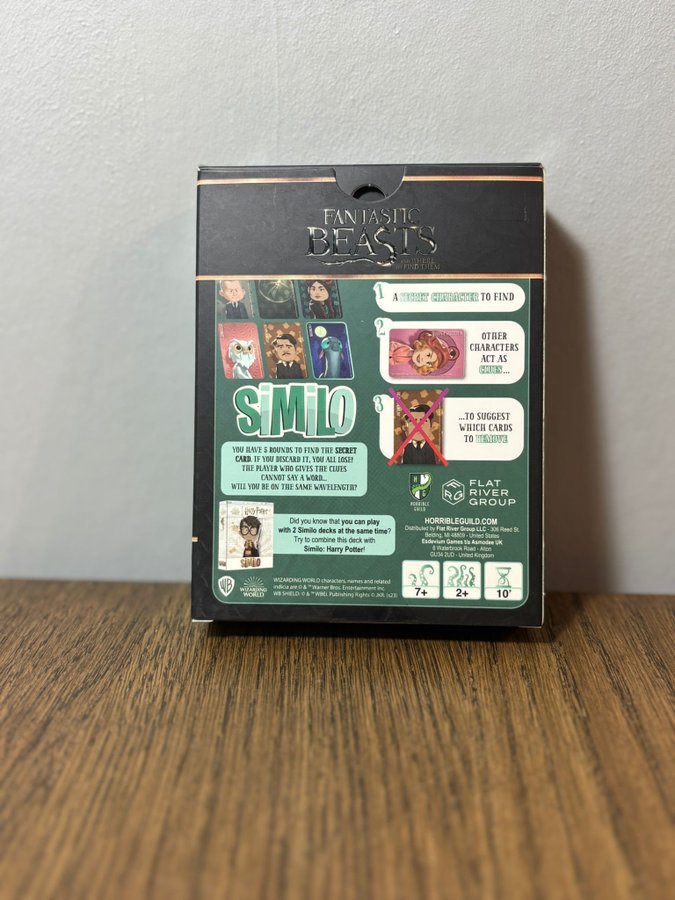 FANTASTIC
BEASTS
AND WHERE
TO FIND THEM
1
A SECRET CHARACTER TO FIND
2
OTHER
CHARACTERS
ACT AS
CLUES...
3
...TO SUGGEST
WHICH CARDS
TO REMOVE
SIMILO
YOU HAVE 5 ROUNDS TO FIND THE SECRET
CARD. IF YOU DISCARD IT, YOU ALL LOSE!
THE PLAYER WHO GIVES THE CLUES
CANNOT SAY A WORD...
WILL YOU BE ON THE SAME WAVELENGTH?
HG
HORRIBLE
GUILD
FRG
FLAT
RIVER
GROUP
Harry Potter
SIMILO
Did you know that you can play
with 2 Similo decks at the same time?
Try to combine this deck with
Similo: Harry Potter!
HORRIBLEGUILD.COM
Distributed by Flat River Group LLC - 306 Reed St.
Belding, MI 48809 - United States
Esdevium Games t/a Asmodee UK
6 Waterbrook Road - Alton
GU34 2UD - United Kingdom
WB
WIZARDING
WORLD
WIZARDING WORLD characters, names and related
indicia are © & ™ Warner Bros. Entertainment Inc.
WB SHIELD: © & ™ WBEI. Publishing Rights © JKR. (s23)
7+
2+
10'